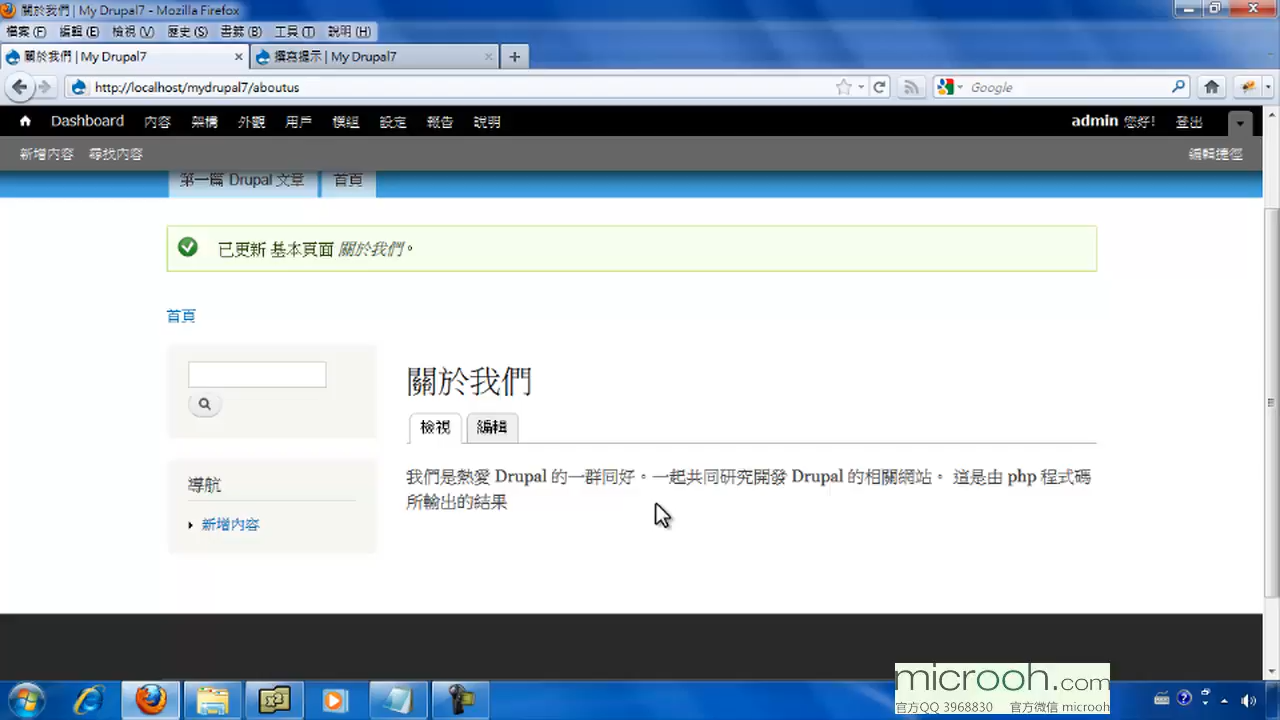 關於我們 | My Drupal7 - Mozilla Firefox
檔案 (F) 編輯 (E) 檢視 (V) 歷史 (S) 書籤 (B) 工具 (T) 說明 (H)
關於我們 | My Drupal7 撰寫提示 | My Drupal7
http://localhost/mydrupal7/aboutus Google
Dashboard 內容 架構 外觀 用戶 模組 設定 報告 說明 admin 您好! 登出
新增內容 尋找內容 編輯捷徑
第一篇 Drupal 文章 首頁
已更新 基本頁面 關於我們。
首頁
關於我們
檢視 編輯
我們是熱愛 Drupal 的一群同好。一起共同研究開發 Drupal 的相關網站。 這是由 php 程式碼
所輸出的結果
導航
新增內容
microoh.com
官方QQ 3968830 官方微信 microoh